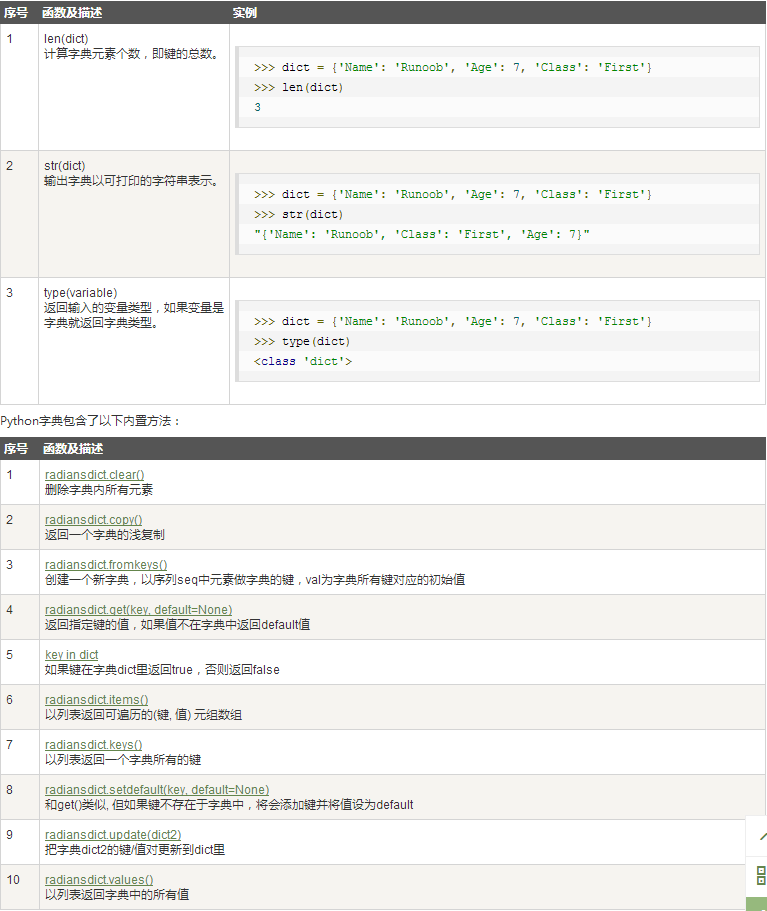 序号 函数及描述 实例
1 len(dict)
计算字典元素个数，即键的总数。
>>> dict = {'Name': 'Runoob', 'Age': 7, 'Class': 'First'}
>>> len(dict)
3
2 str(dict)
输出字典以可打印的字符串表示。
>>> dict = {'Name': 'Runoob', 'Age': 7, 'Class': 'First'}
>>> str(dict)
"{'Name': 'Runoob', 'Class': 'First', 'Age': 7}"
3 type(variable)
返回输入的变量类型，如果变量是
字典就返回字典类型。
>>> dict = {'Name': 'Runoob', 'Age': 7, 'Class': 'First'}
>>> type(dict)
<class 'dict'>
Python字典包含了以下内置方法：
序号 函数及描述
1 radiansdict.clear()
删除字典内所有元素
2 radiansdict.copy()
返回一个字典的浅复制
3 radiansdict.fromkeys()
创建一个新字典，以序列seq中元素做字典的键，val为字典所有键对应的初始值
4 radiansdict.get(key, default=None)
返回指定键的值，如果值不在字典中返回default值
5 key in dict
如果键在字典dict里返回true，否则返回false
6 radiansdict.items()
以列表返回可遍历的(键, 值) 元组数组
7 radiansdict.keys()
以列表返回一个字典所有的键
8 radiansdict.setdefault(key, default=None)
和get()类似, 但如果键不存在于字典中，将会添加键并将值设为default
9 radiansdict.update(dict2)
把字典dict2的键/值对更新到dict里
10 radiansdict.values()
以列表返回字典中的所有值